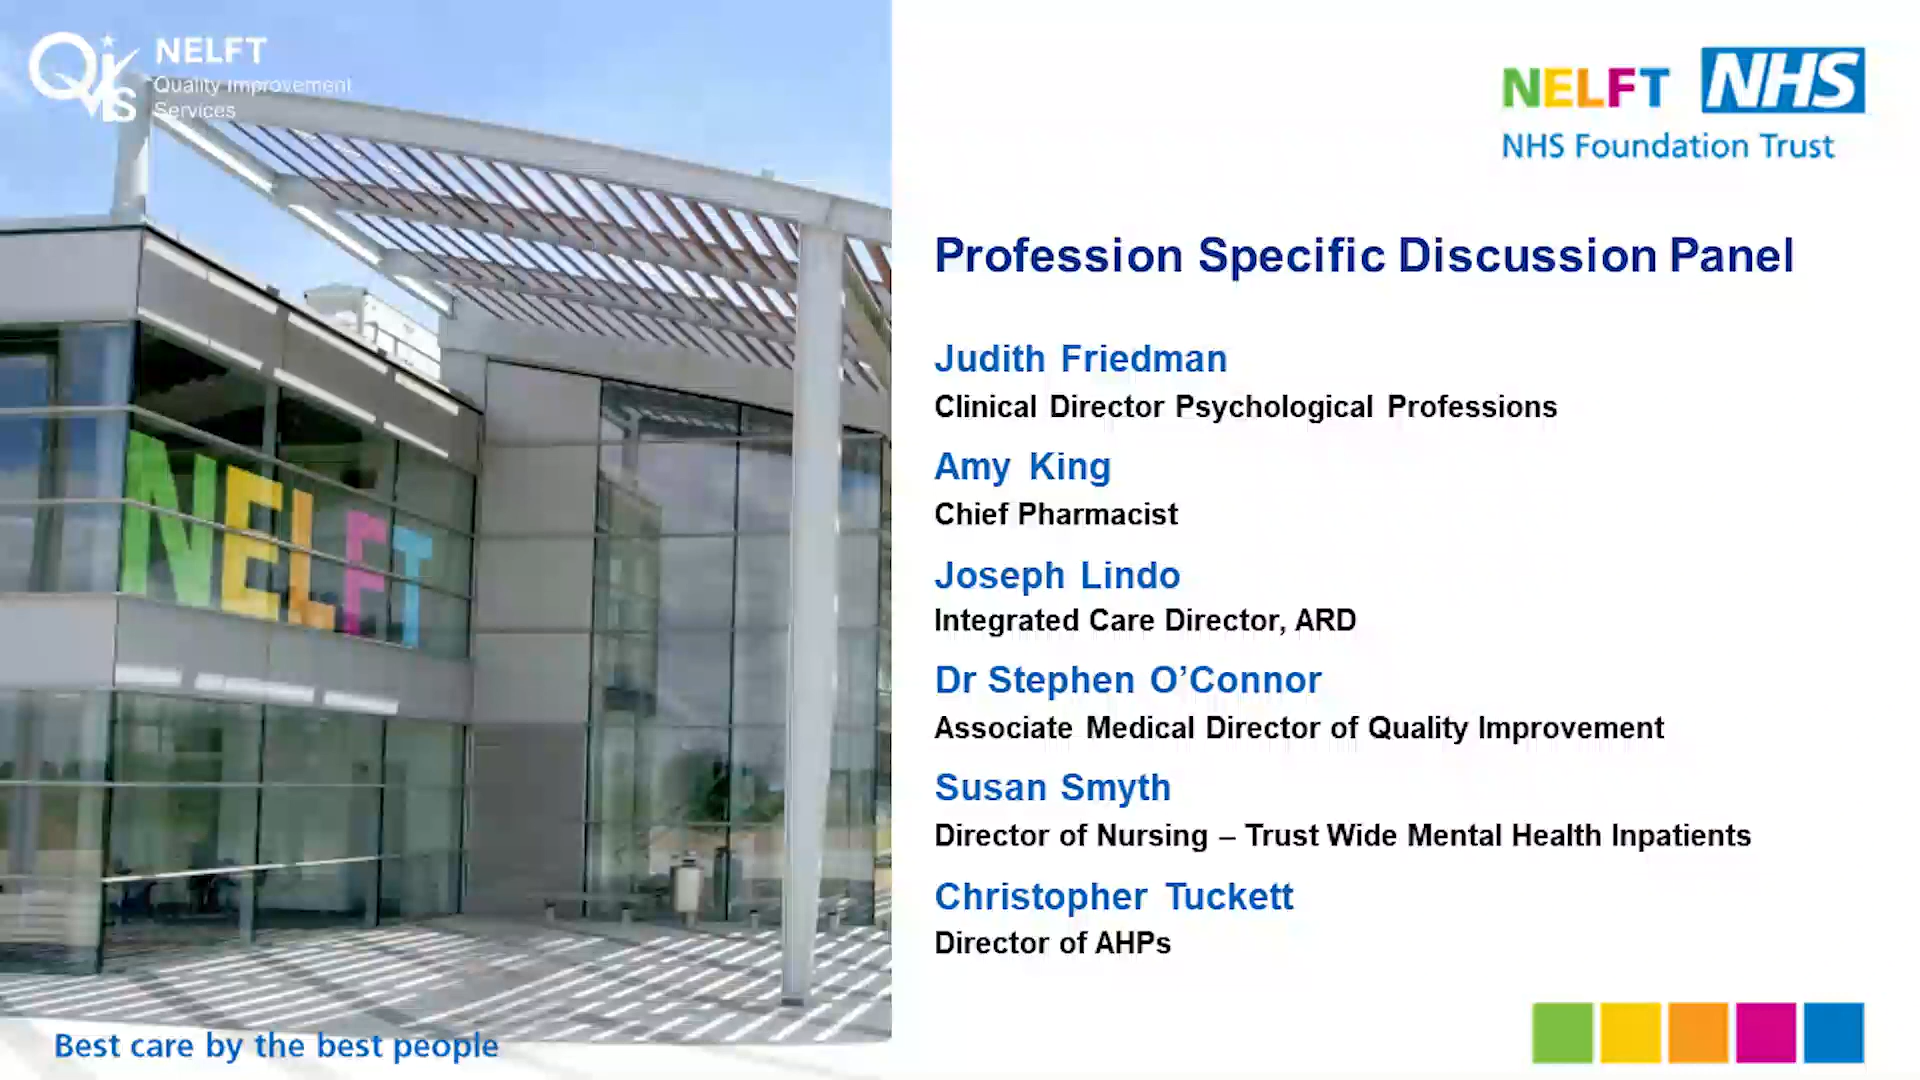 NELFT
Quality Improvement
Services
QiS
NELFT NHS
NHS Foundation Trust
Profession Specific Discussion Panel
Judith Friedman
Clinical Director Psychological Professions
Amy King
Chief Pharmacist
Joseph Lindo
Integrated Care Director, ARD
Dr Stephen O’Connor
Associate Medical Director of Quality Improvement
Susan Smyth
Director of Nursing – Trust Wide Mental Health Inpatients
Christopher Tuckett
Director of AHPs
NELFT
Best care by the best people